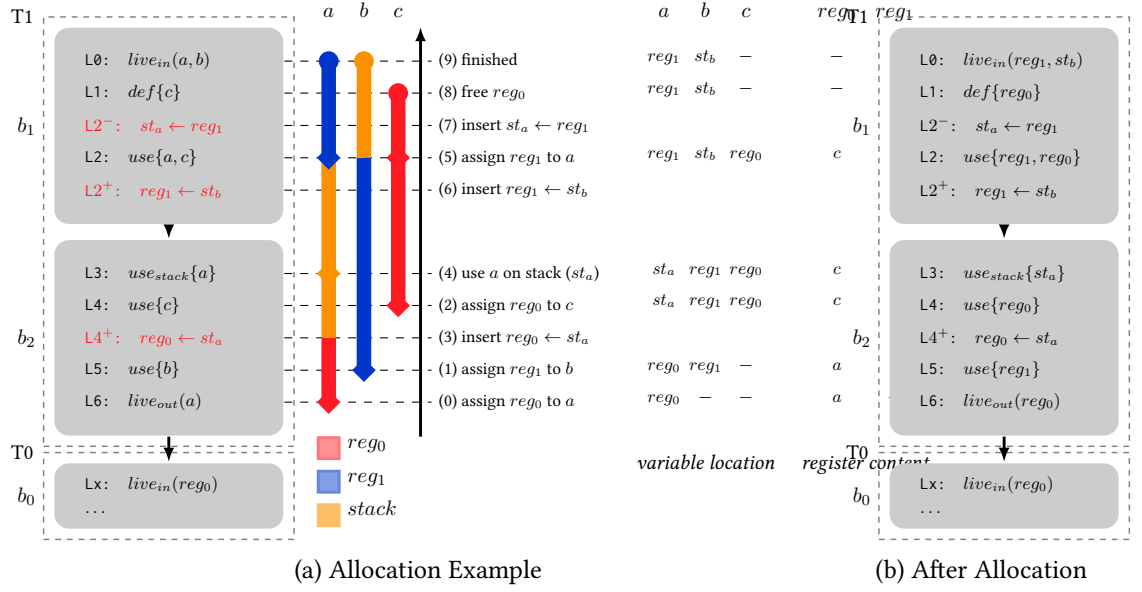 T1
a b c
a b c reg₀ reg₁
T1
b₁
L0: live_in(a, b)
L1: def{c}
L2⁻: st_a ← reg₁
L2: use{a, c}
L2⁺: reg₁ ← st_b
(9) finished
(8) free reg₀
(7) insert st_a ← reg₁
(5) assign reg₁ to a
(6) insert reg₁ ← st_b
reg₁ st_b – –
reg₁ st_b – –
reg₁ st_b reg₀ c
b₁
L0: live_in(reg₁, st_b)
L1: def{reg₀}
L2⁻: st_a ← reg₁
L2: use{reg₁, reg₀}
L2⁺: reg₁ ← st_b
b₂
L3: use_stack{a}
L4: use{c}
L4⁺: reg₀ ← st_a
L5: use{b}
L6: live_out(a)
(4) use a on stack (st_a)
(2) assign reg₀ to c
(3) insert reg₀ ← st_a
(1) assign reg₁ to b
(0) assign reg₀ to a
st_a reg₁ reg₀ c
st_a reg₁ reg₀ c
reg₀ reg₁ – a
reg₀ – – a
b₂
L3: use_stack{st_a}
L4: use{reg₀}
L4⁺: reg₀ ← st_a
L5: use{reg₁}
L6: live_out(reg₀)
T0
b₀
Lx: live_in(reg₀)
...
reg₀
reg₁
stack
variable location register content
T0
b₀
Lx: live_in(reg₀)
...
(a) Allocation Example
(b) After Allocation